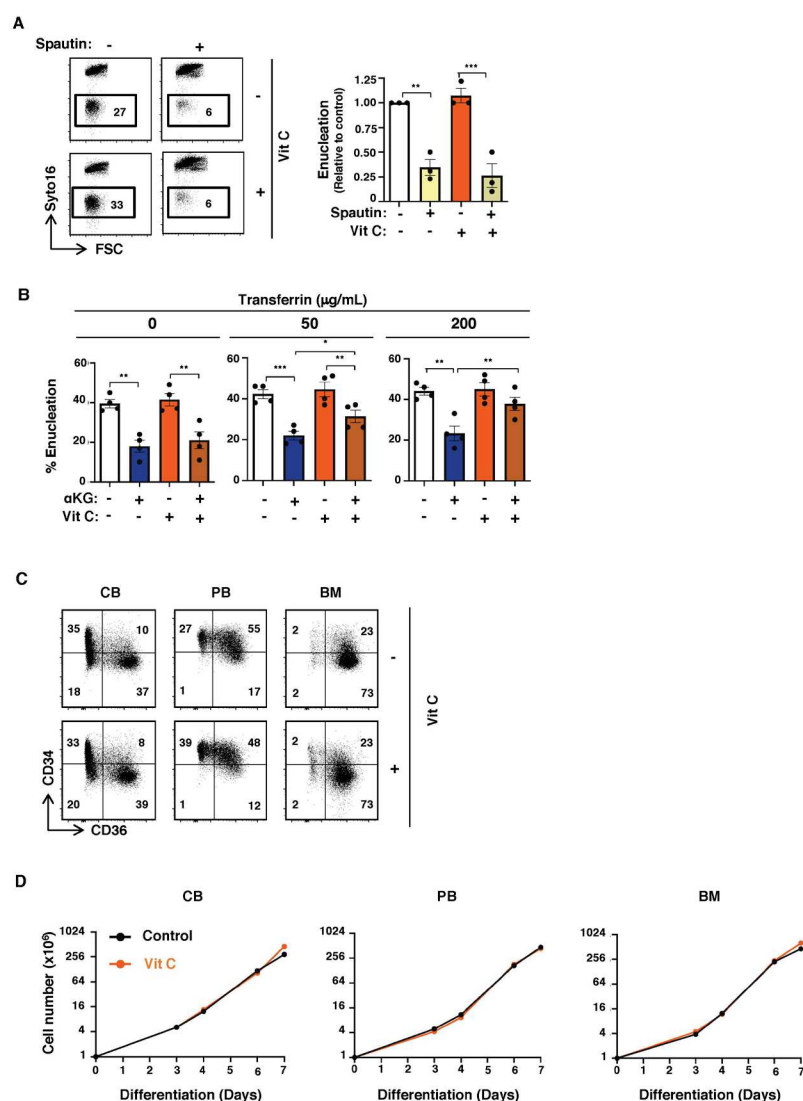 A
Spautin: - +
27 6
-
33 6
+
Vit C
Syto16
FSC
Enucleation
(Relative to control)
1.25
1.00
0.75
0.50
0.25
0
** ***
Spautin: - + - +
Vit C: - - + +
B
Transferrin (μg/mL)
0 50 200
% Enucleation
60
40
20
0
** **
60
40
20
0
*** * **
60
40
20
0
** **
αKG: - + - + - + - + - + - +
Vit C: - - + + - - + + - - + +
C
CB PB BM
35 10 27 55 2 23
18 37 1 17 2 73
-
33 8 39 48 2 23
20 39 1 12 2 73
+
Vit C
CD34
CD36
D
CB PB BM
Cell number (x10⁶)
1024
256
64
16
4
1
Control
Vit C
0 1 2 3 4 5 6 7
Differentiation (Days)
1024
256
64
16
4
1
0 1 2 3 4 5 6 7
Differentiation (Days)
1024
256
64
16
4
1
0 1 2 3 4 5 6 7
Differentiation (Days)